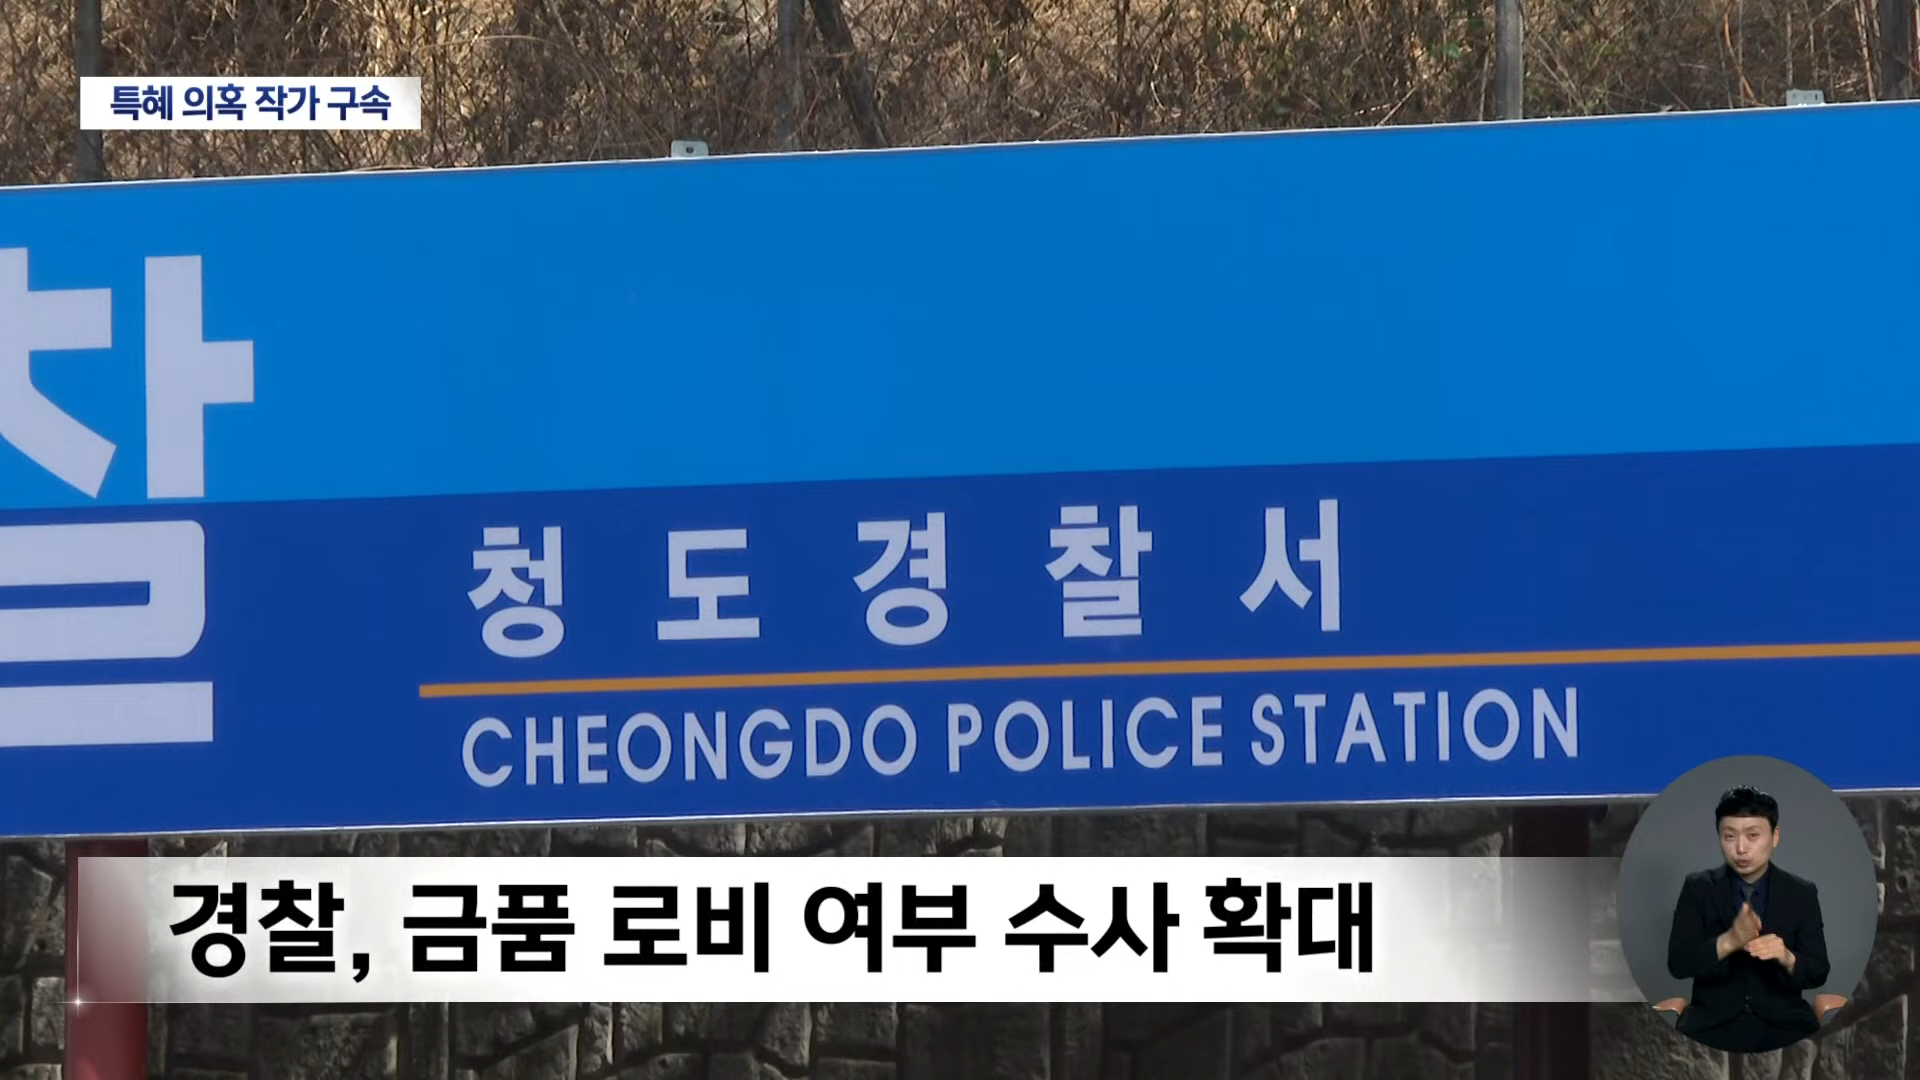 특혜 의혹 작가 구속
찰
청도경찰서
CHEONGDO POLICE STATION
경찰, 금품 로비 여부 수사 확대